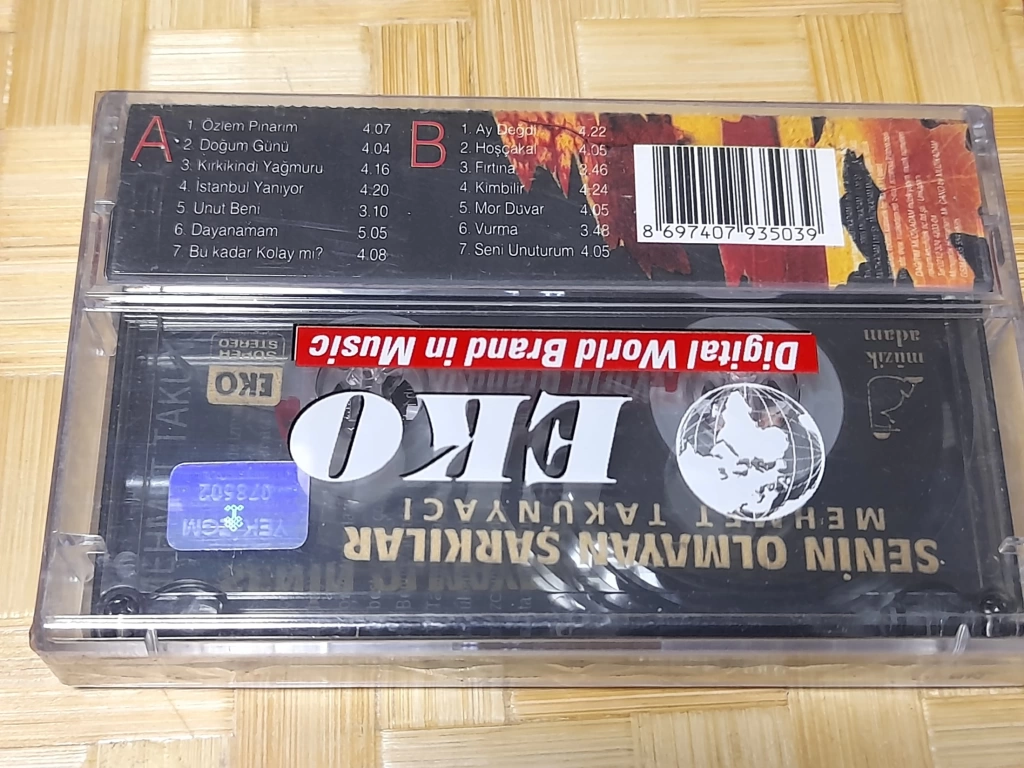 A
1. Özlem Pınarım 4.07
2. Doğum Günü 4.04
3. Kırkikindi Yağmuru 4.16
4. İstanbul Yanıyor 4.20
5. Unut Beni 3.10
6. Dayanamam 5.05
7 Bu kadar Kolay mı? 4.08
B
1. Ay Değdi 4.22
2. Hoşçakal 4.05
3. Fırtına 3.46
4. Kimbilir 4-24
5. Mor Duvar 4.05
6. Vurma 3.48
7. Seni Unuturum 4.05
8 697407 935039
SENİN OLMAYAN ŞARKILAR
MEHMET TAKUNYACI
EKO
Digital World Brand in Music
müzik
adam
EKO
SÜPER
STEREO
YEK
EGM
078502